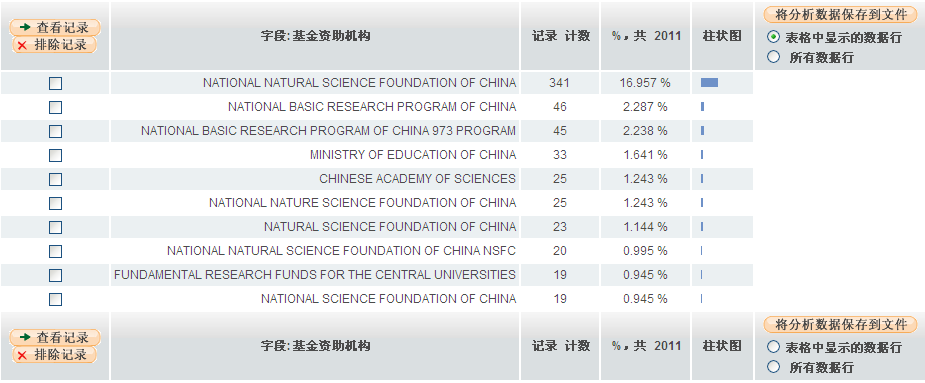 查看记录
排除记录
字段: 基金资助机构
记录 计数
%，共 2011
柱状图
将分析数据保存到文件
表格中显示的数据行
所有数据行
NATIONAL NATURAL SCIENCE FOUNDATION OF CHINA 341 16.957 %
NATIONAL BASIC RESEARCH PROGRAM OF CHINA 46 2.287 %
NATIONAL BASIC RESEARCH PROGRAM OF CHINA 973 PROGRAM 45 2.238 %
MINISTRY OF EDUCATION OF CHINA 33 1.641 %
CHINESE ACADEMY OF SCIENCES 25 1.243 %
NATIONAL NATURE SCIENCE FOUNDATION OF CHINA 25 1.243 %
NATURAL SCIENCE FOUNDATION OF CHINA 23 1.144 %
NATIONAL NATURAL SCIENCE FOUNDATION OF CHINA NSFC 20 0.995 %
FUNDAMENTAL RESEARCH FUNDS FOR THE CENTRAL UNIVERSITIES 19 0.945 %
NATIONAL SCIENCE FOUNDATION OF CHINA 19 0.945 %
查看记录
排除记录
字段: 基金资助机构
记录 计数
%，共 2011
柱状图
将分析数据保存到文件
表格中显示的数据行
所有数据行